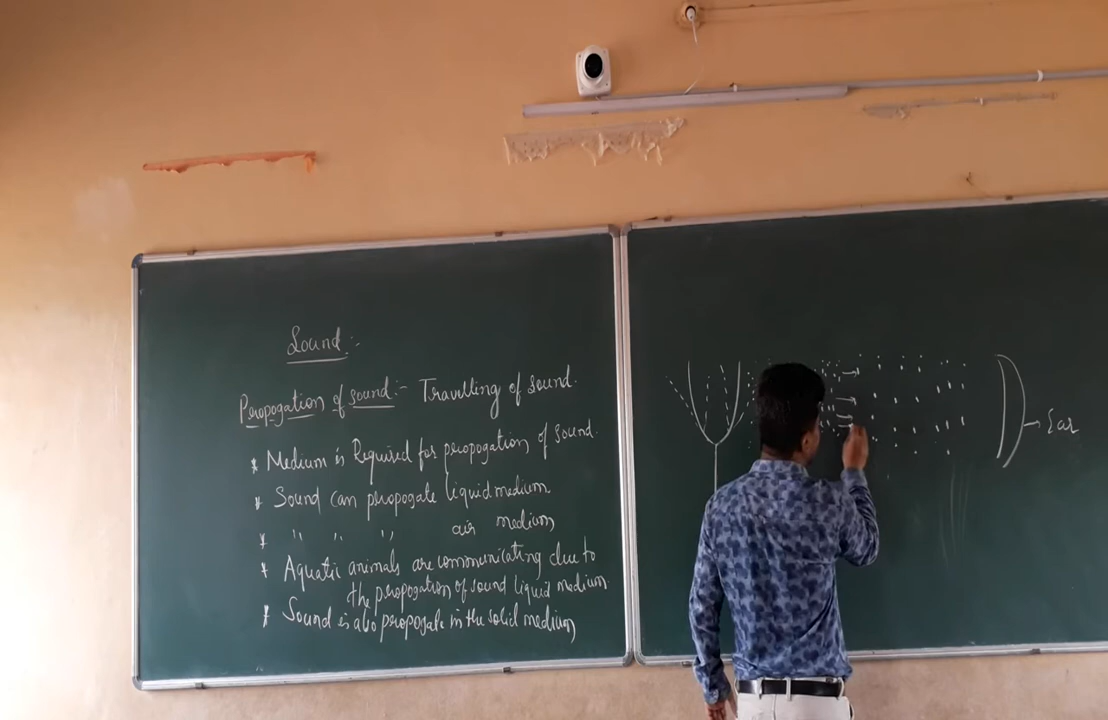 Sound :-
Propogation of sound :- Travelling of sound.
* Medium is Required for propogation of Sound.
* Sound can propogate liquid medium
* " " " air medium
* Aquatic animals are communicating due to
the propogation of sound liquid medium.
* Sound is also propogate in the solid medium
Ear